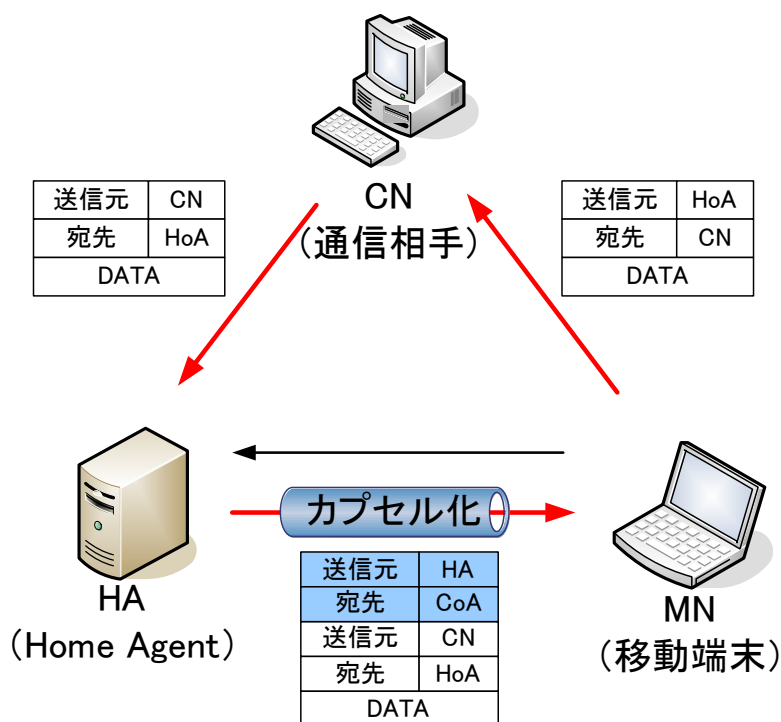 CN
(通信相手)
送信元 CN
宛先 HoA
DATA
送信元 HoA
宛先 CN
DATA
カプセル化
HA
(Home Agent)
送信元 HA
宛先 CoA
送信元 CN
宛先 HoA
DATA
MN
(移動端末)